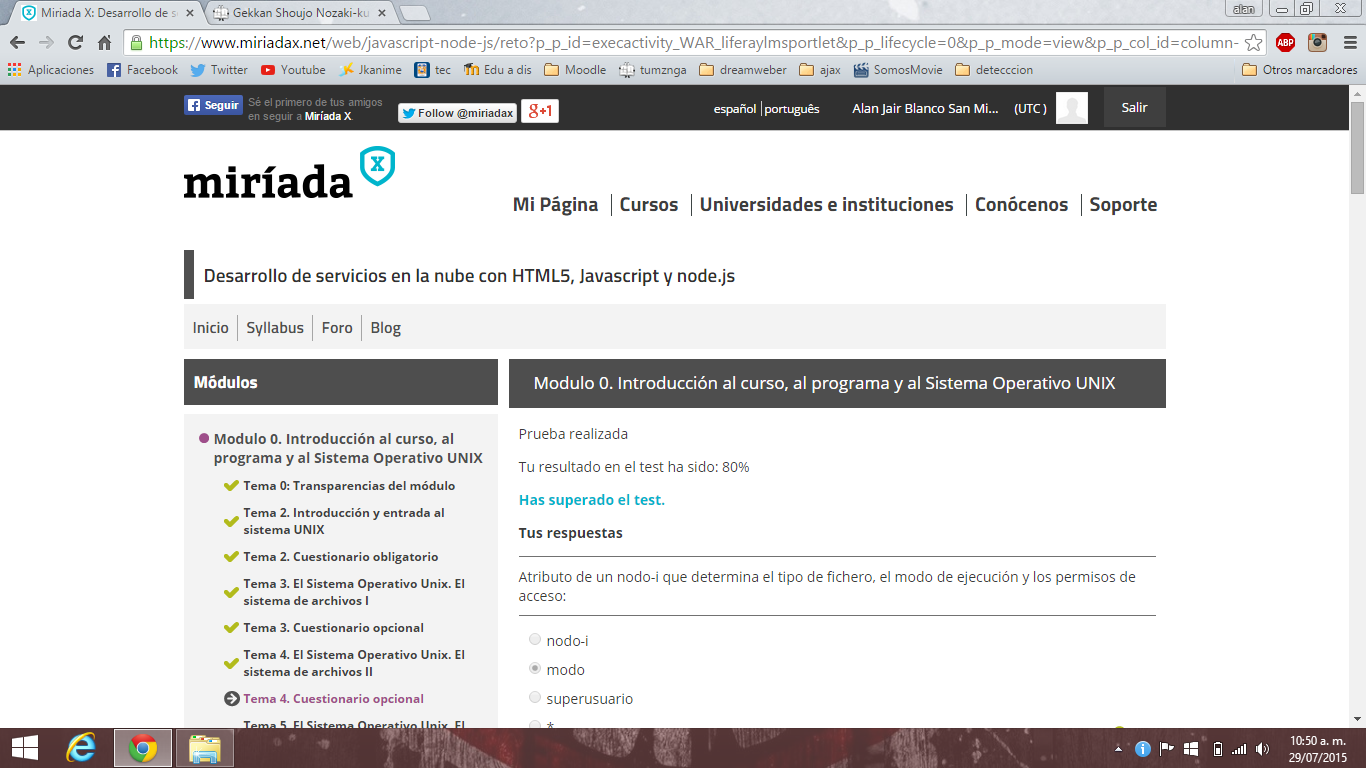 Miriada X: Desarrollo de s
Gekkan Shoujo Nozaki-ku
alan
https://www.miriadax.net/web/javascript-node-js/reto?p_p_id=execactivity_WAR_liferaylmsportlet&p_p_lifecycle=0&p_p_mode=view&p_p_col_id=column-
ABP
Aplicaciones Facebook Twitter Youtube Jkanime tec Edu a dis Moodle tumznga dreamweber ajax SomosMovie detecccion Otros marcadores
Seguir
Sé el primero de tus amigos
en seguir a Miríada X.
Follow @miriadax
g+1
español português
Alan Jair Blanco San Mi...
(UTC )
Salir
miríada X
Mi Página Cursos Universidades e instituciones Conócenos Soporte
Desarrollo de servicios en la nube con HTML5, Javascript y node.js
Inicio Syllabus Foro Blog
Módulos
Modulo 0. Introducción al curso, al
programa y al Sistema Operativo UNIX
Tema 0: Transparencias del módulo
Tema 2. Introducción y entrada al
sistema UNIX
Tema 2. Cuestionario obligatorio
Tema 3. El Sistema Operativo Unix. El
sistema de archivos I
Tema 3. Cuestionario opcional
Tema 4. El Sistema Operativo Unix. El
sistema de archivos II
Tema 4. Cuestionario opcional
Tema 5. El Sistema Operativo Unix. El
Modulo 0. Introducción al curso, al programa y al Sistema Operativo UNIX
Prueba realizada
Tu resultado en el test ha sido: 80%
Has superado el test.
Tus respuestas
Atributo de un nodo-i que determina el tipo de fichero, el modo de ejecución y los permisos de
acceso:
nodo-i
modo
superusuario
*
10:50 a. m.
29/07/2015